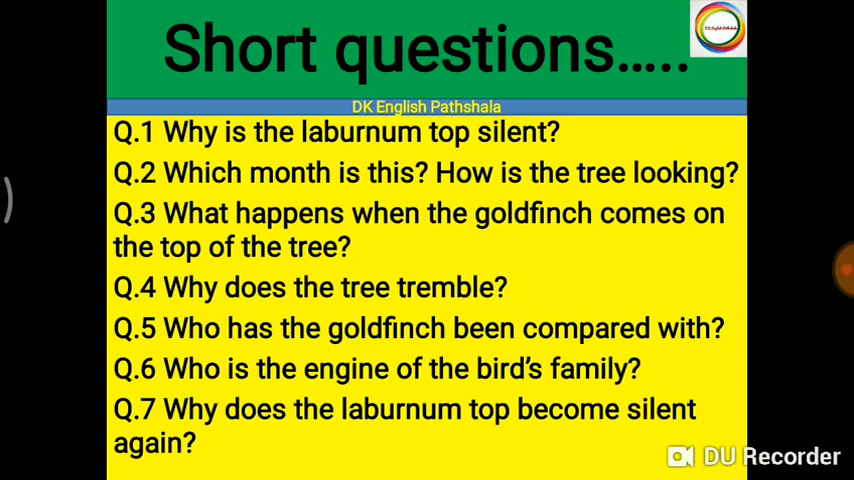 Short questions…..
DK English Pathshala
Q.1 Why is the laburnum top silent?
Q.2 Which month is this? How is the tree looking?
Q.3 What happens when the goldfinch comes on
the top of the tree?
Q.4 Why does the tree tremble?
Q.5 Who has the goldfinch been compared with?
Q.6 Who is the engine of the bird’s family?
Q.7 Why does the laburnum top become silent
again?
DU Recorder